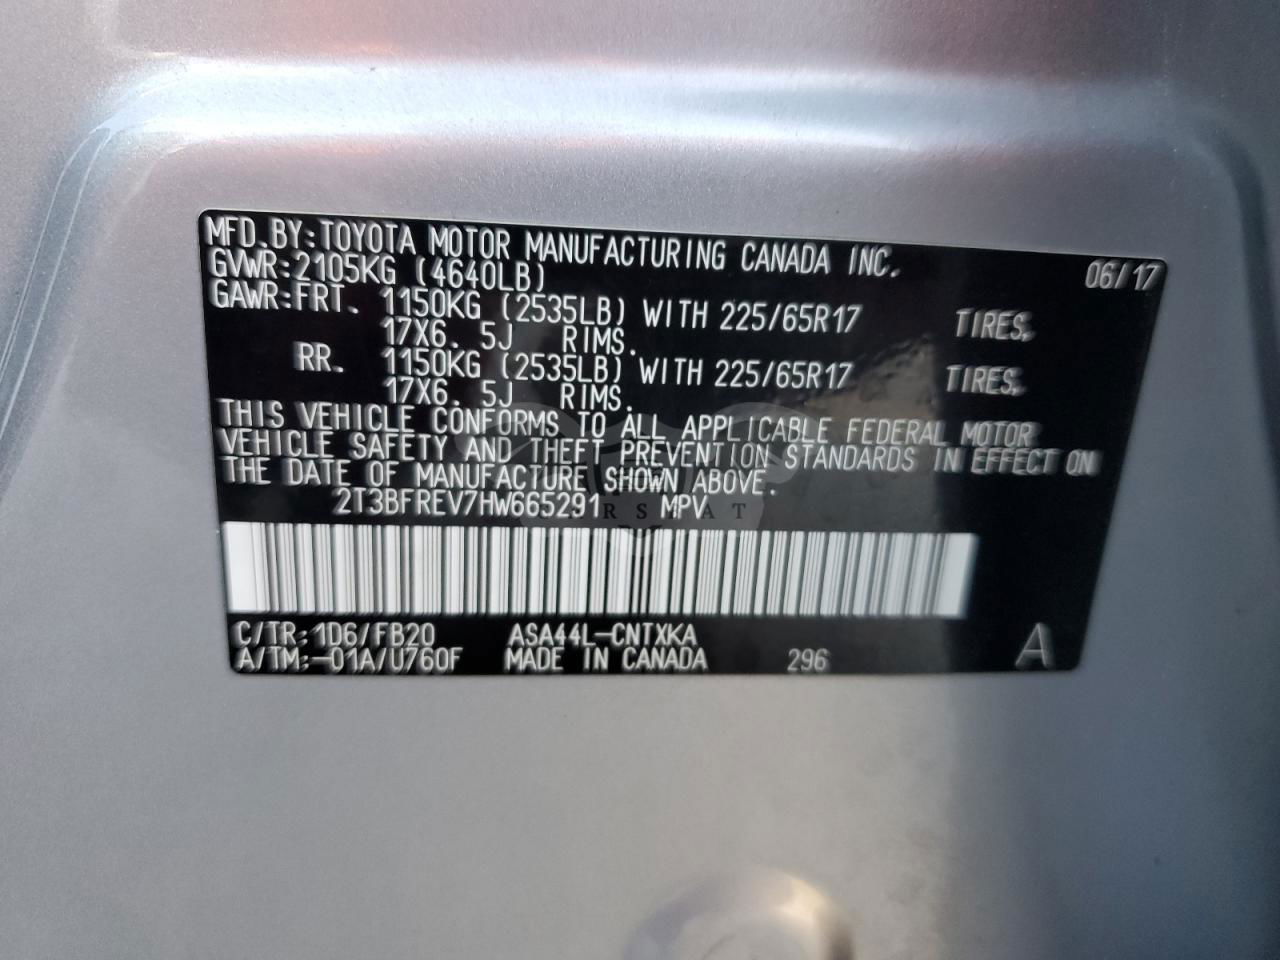 MFD.BY:TOYOTA MOTOR MANUFACTURING CANADA INC. 06/17
GVWR:2105KG (4640LB)
GAWR:FRT. 1150KG (2535LB) WITH 225/65R17 TIRES,
17X6. 5J RIMS.
RR. 1150KG (2535LB) WITH 225/65R17 TIRES,
17X6. 5J RIMS.
THIS VEHICLE CONFORMS TO ALL APPLICABLE FEDERAL MOTOR
VEHICLE SAFETY AND THEFT PREVENTION STANDARDS IN EFFECT ON
THE DATE OF MANUFACTURE SHOWN ABOVE.
2T3BFREV7HW665291 MPV
C/TR:1D6/FB20 ASA44L-CNTXKA
A/TM:-01A/U760F MADE IN CANADA 296 A